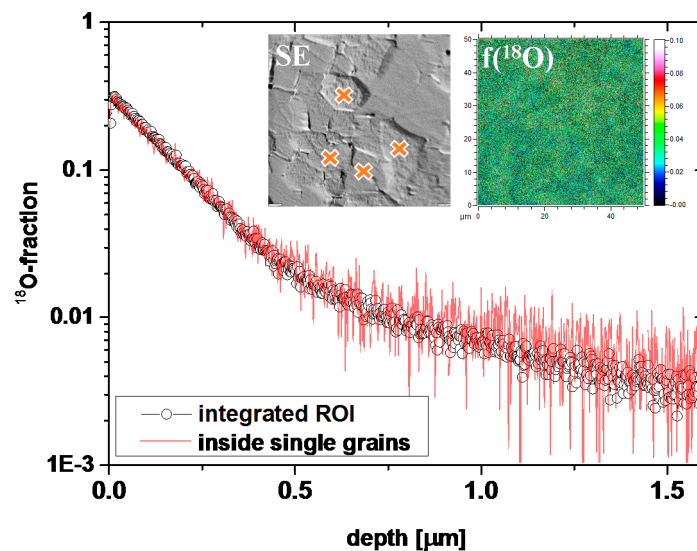 1
0.1
0.01
1E-3
0.0
0.5
1.0
1.5
¹⁸O-fraction
depth [µm]
integrated ROI
inside single grains
SE
f(¹⁸O)
50
40
30
20
10
0
µm
0
20
40
0.10
0.08
0.06
0.04
0.02
0.00